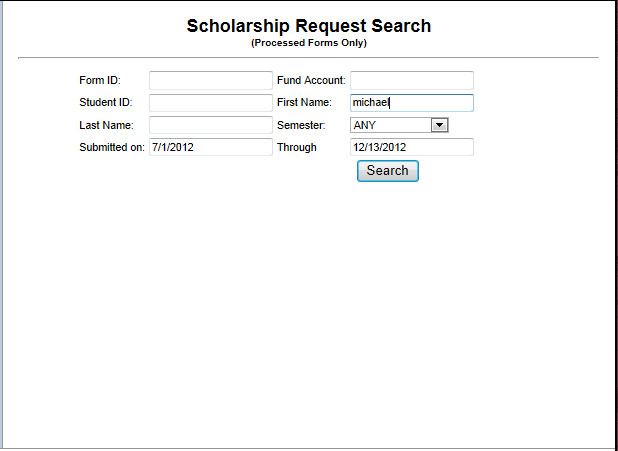 Scholarship Request Search
(Processed Forms Only)
Form ID: Fund Account:
Student ID: First Name: michael
Last Name: Semester: ANY
Submitted on: 7/1/2012 Through 12/13/2012
Search